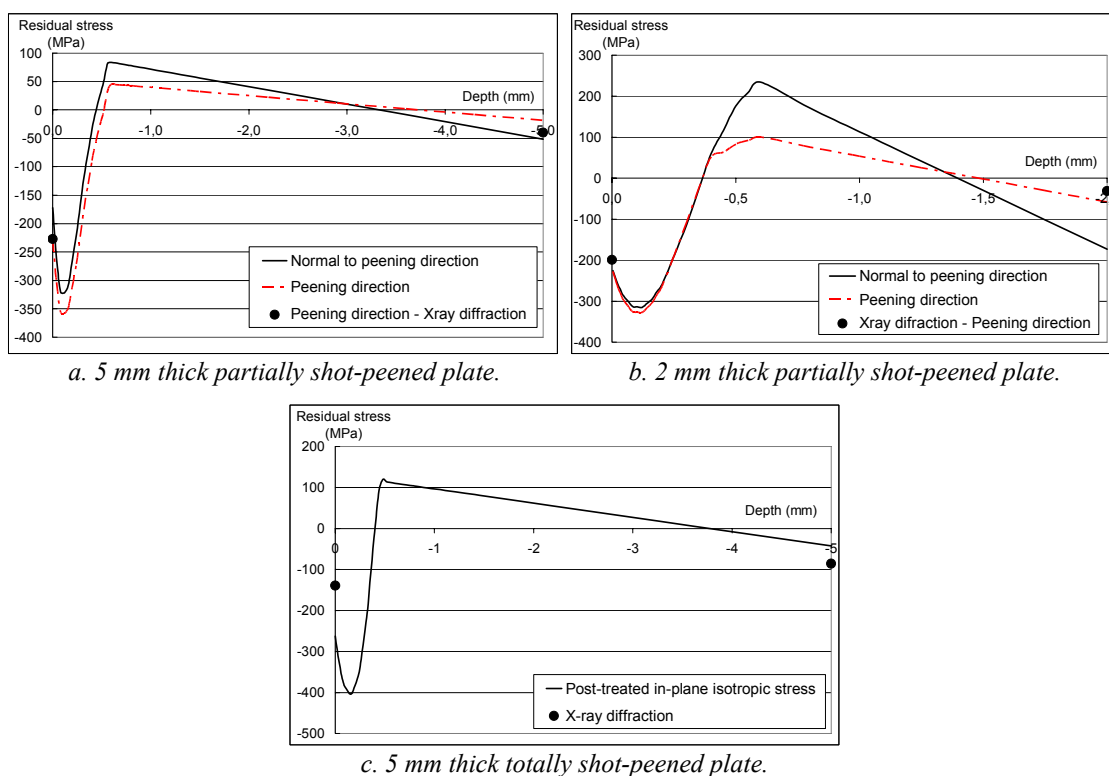 Residual stress
(MPa)
100
50
0
-50
-100
-150
-200
-250
-300
-350
-400
0,0
-1,0
-2,0
-3,0
-4,0
-5,0
Depth (mm)
Normal to peening direction
Peening direction
Peening direction - Xray diffraction
a. 5 mm thick partially shot-peened plate.
Residual stress
(MPa)
300
200
100
0
-100
-200
-300
-400
0,0
-0,5
-1,0
-1,5
Depth (mm)
Normal to peening direction
Peening direction
Xray difraction - Peening direction
b. 2 mm thick partially shot-peened plate.
Residual stress
(MPa)
200
100
0
-100
-200
-300
-400
-500
0
-1
-2
-3
-4
-5
Depth (mm)
Post-treated in-plane isotropic stress
X-ray diffraction
c. 5 mm thick totally shot-peened plate.